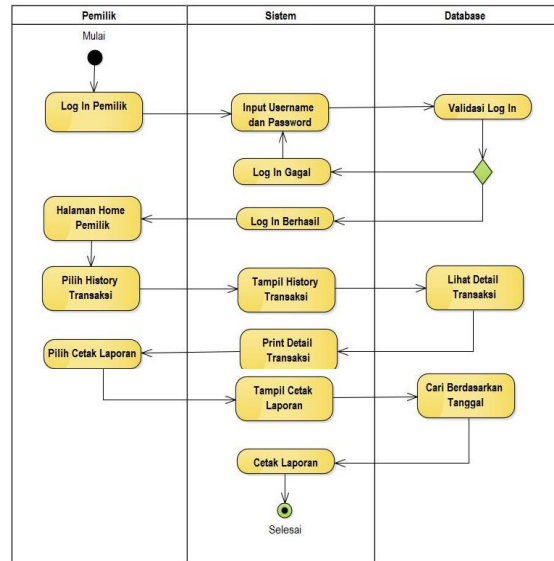 Pemilik
Sistem
Database
Mulai
Log In Pemilik
Input Username
dan Password
Validasi Log In
Log In Gagal
Halaman Home
Pemilik
Log In Berhasil
Pilih History
Transaksi
Tampil History
Transaksi
Lihat Detail
Transaksi
Print Detail
Transaksi
Pilih Cetak Laporan
Tampil Cetak
Laporan
Cari Berdasarkan
Tanggal
Cetak Laporan
Selesai